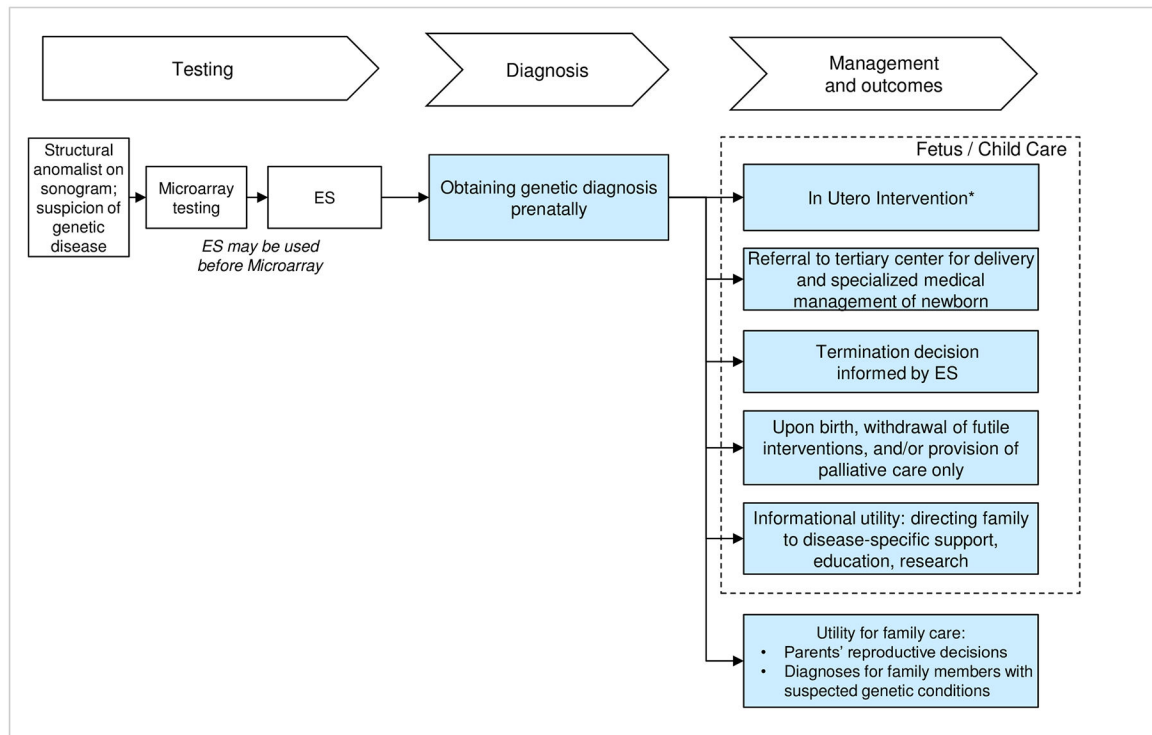 Testing
Diagnosis
Management
and outcomes
Structural
anomalist on
sonogram;
suspicion of
genetic
disease
Microarray
testing
ES
ES may be used
before Microarray
Obtaining genetic diagnosis
prenatally
Fetus / Child Care
In Utero Intervention*
Referral to tertiary center for delivery
and specialized medical
management of newborn
Termination decision
informed by ES
Upon birth, withdrawal of futile
interventions, and/or provision of
palliative care only
Informational utility: directing family
to disease-specific support,
education, research
Utility for family care:
• Parents’ reproductive decisions
• Diagnoses for family members with
suspected genetic conditions